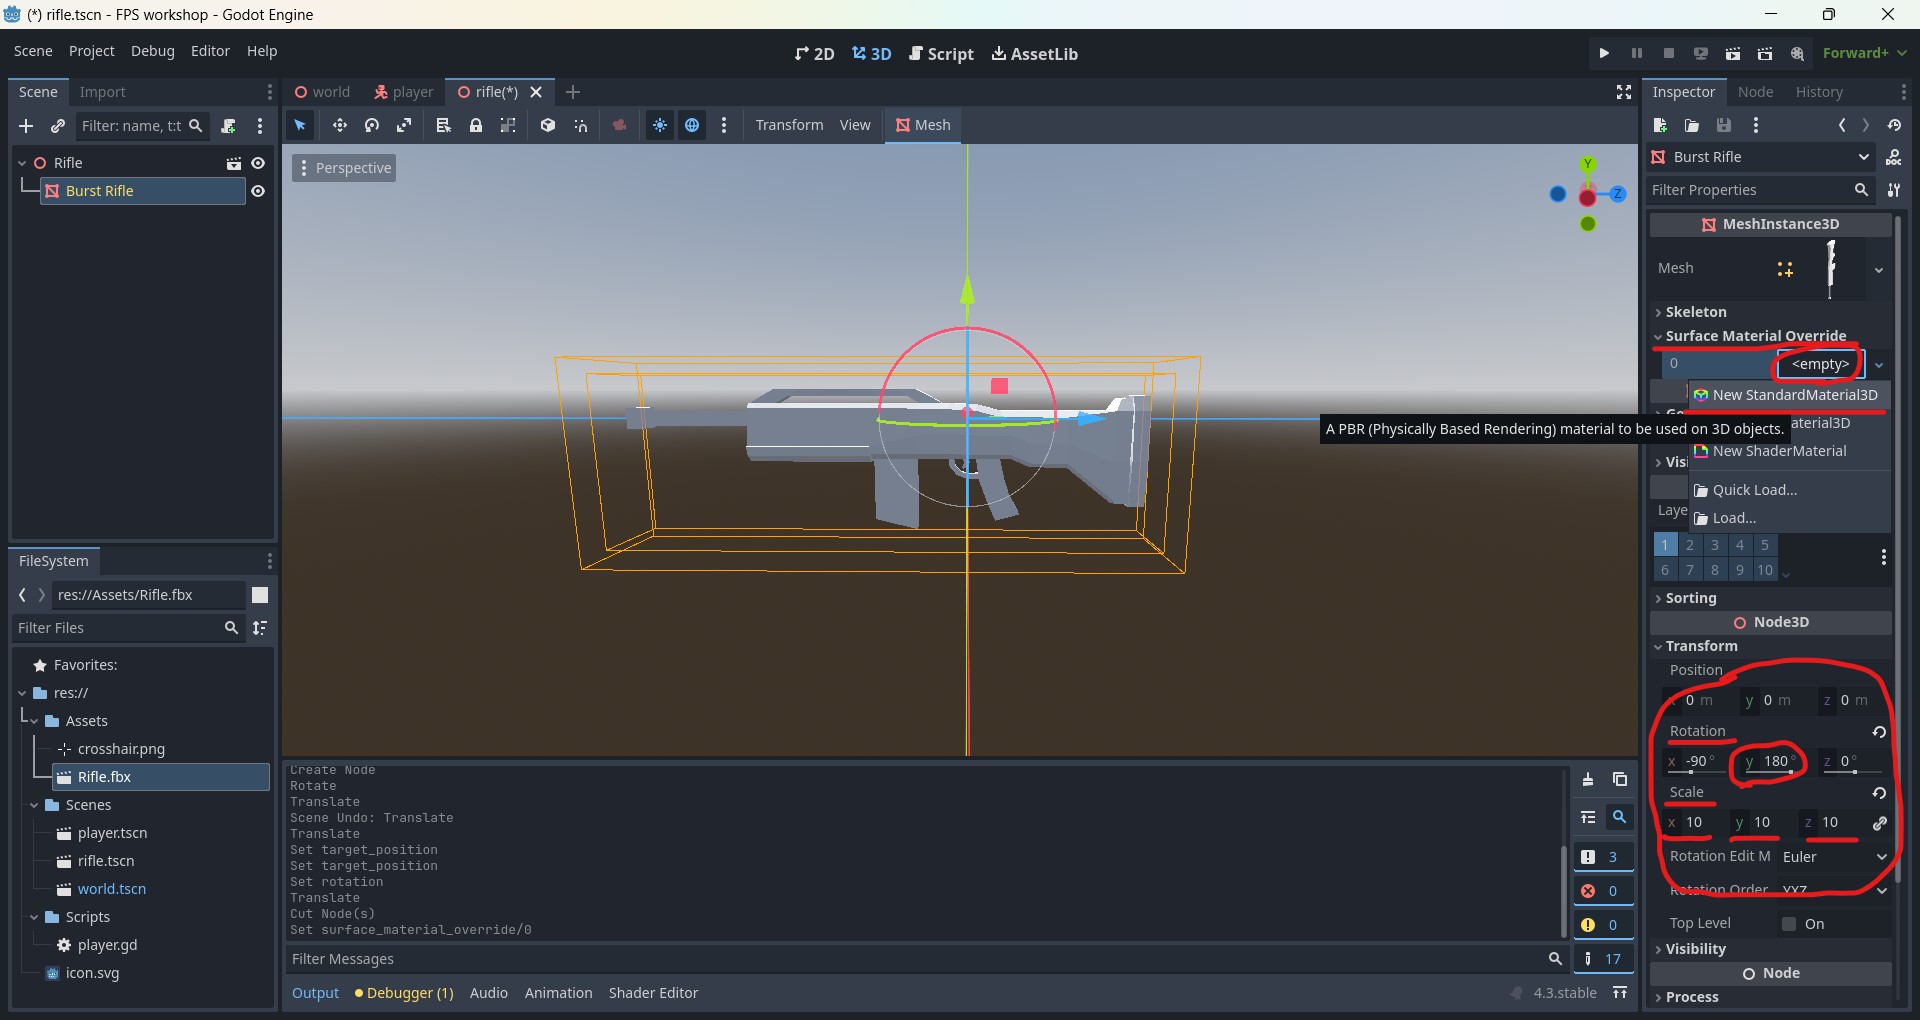 (*) rifle.tscn - FPS workshop - Godot Engine
Scene Project Debug Editor Help
2D 3D Script AssetLib
Forward+
Scene Import
Filter: name, t:t
Rifle
Burst Rifle
FileSystem
res://Assets/Rifle.fbx
Filter Files
Favorites:
res://
Assets
crosshair.png
Rifle.fbx
Scenes
player.tscn
rifle.tscn
world.tscn
Scripts
player.gd
icon.svg
world player rifle(*)
Transform View Mesh
Perspective
Y
Z
A PBR (Physically Based Rendering) material to be used on 3D objects.
Create Node
Rotate
Translate
Scene Undo: Translate
Translate
Set target_position
Set target_position
Set rotation
Translate
Cut Node(s)
Set surface_material_override/0
3
0
0
17
Filter Messages
Output Debugger (1) Audio Animation Shader Editor
4.3.stable
Inspector Node History
Burst Rifle
DOC
Filter Properties
MeshInstance3D
Mesh
Skeleton
Surface Material Override
0 <empty>
New StandardMaterial3D
Ge
aterial3D
New ShaderMaterial
Visi
Quick Load...
Load...
Laye
1 2 3 4 5
6 7 8 9 10
Sorting
Node3D
Transform
Position
x 0 m y 0 m z 0 m
Rotation
x -90° y 180° z 0°
Scale
x 10 y 10 z 10
Rotation Edit M Euler
Rotation Order YXZ
Top Level On
Visibility
Node
Process